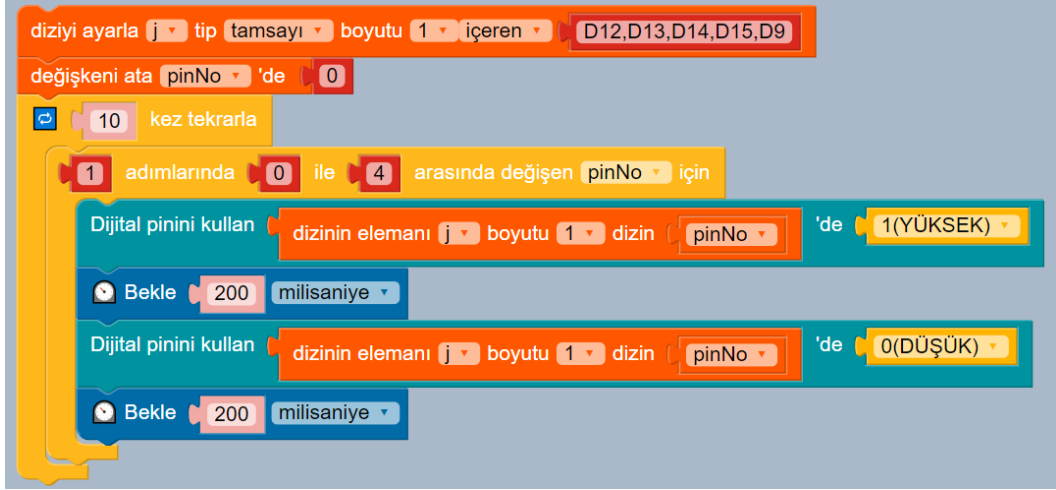 diziyi ayarla j tip tamsayı boyutu 1 içeren D12,D13,D14,D15,D9
değişkeni ata pinNo 'de 0
10 kez tekrarla
1 adımlarında 0 ile 4 arasında değişen pinNo için
Dijital pinini kullan dizinin elemanı j boyutu 1 dizin pinNo 'de 1(YÜKSEK)
Bekle 200 milisaniye
Dijital pinini kullan dizinin elemanı j boyutu 1 dizin pinNo 'de 0(DÜŞÜK)
Bekle 200 milisaniye